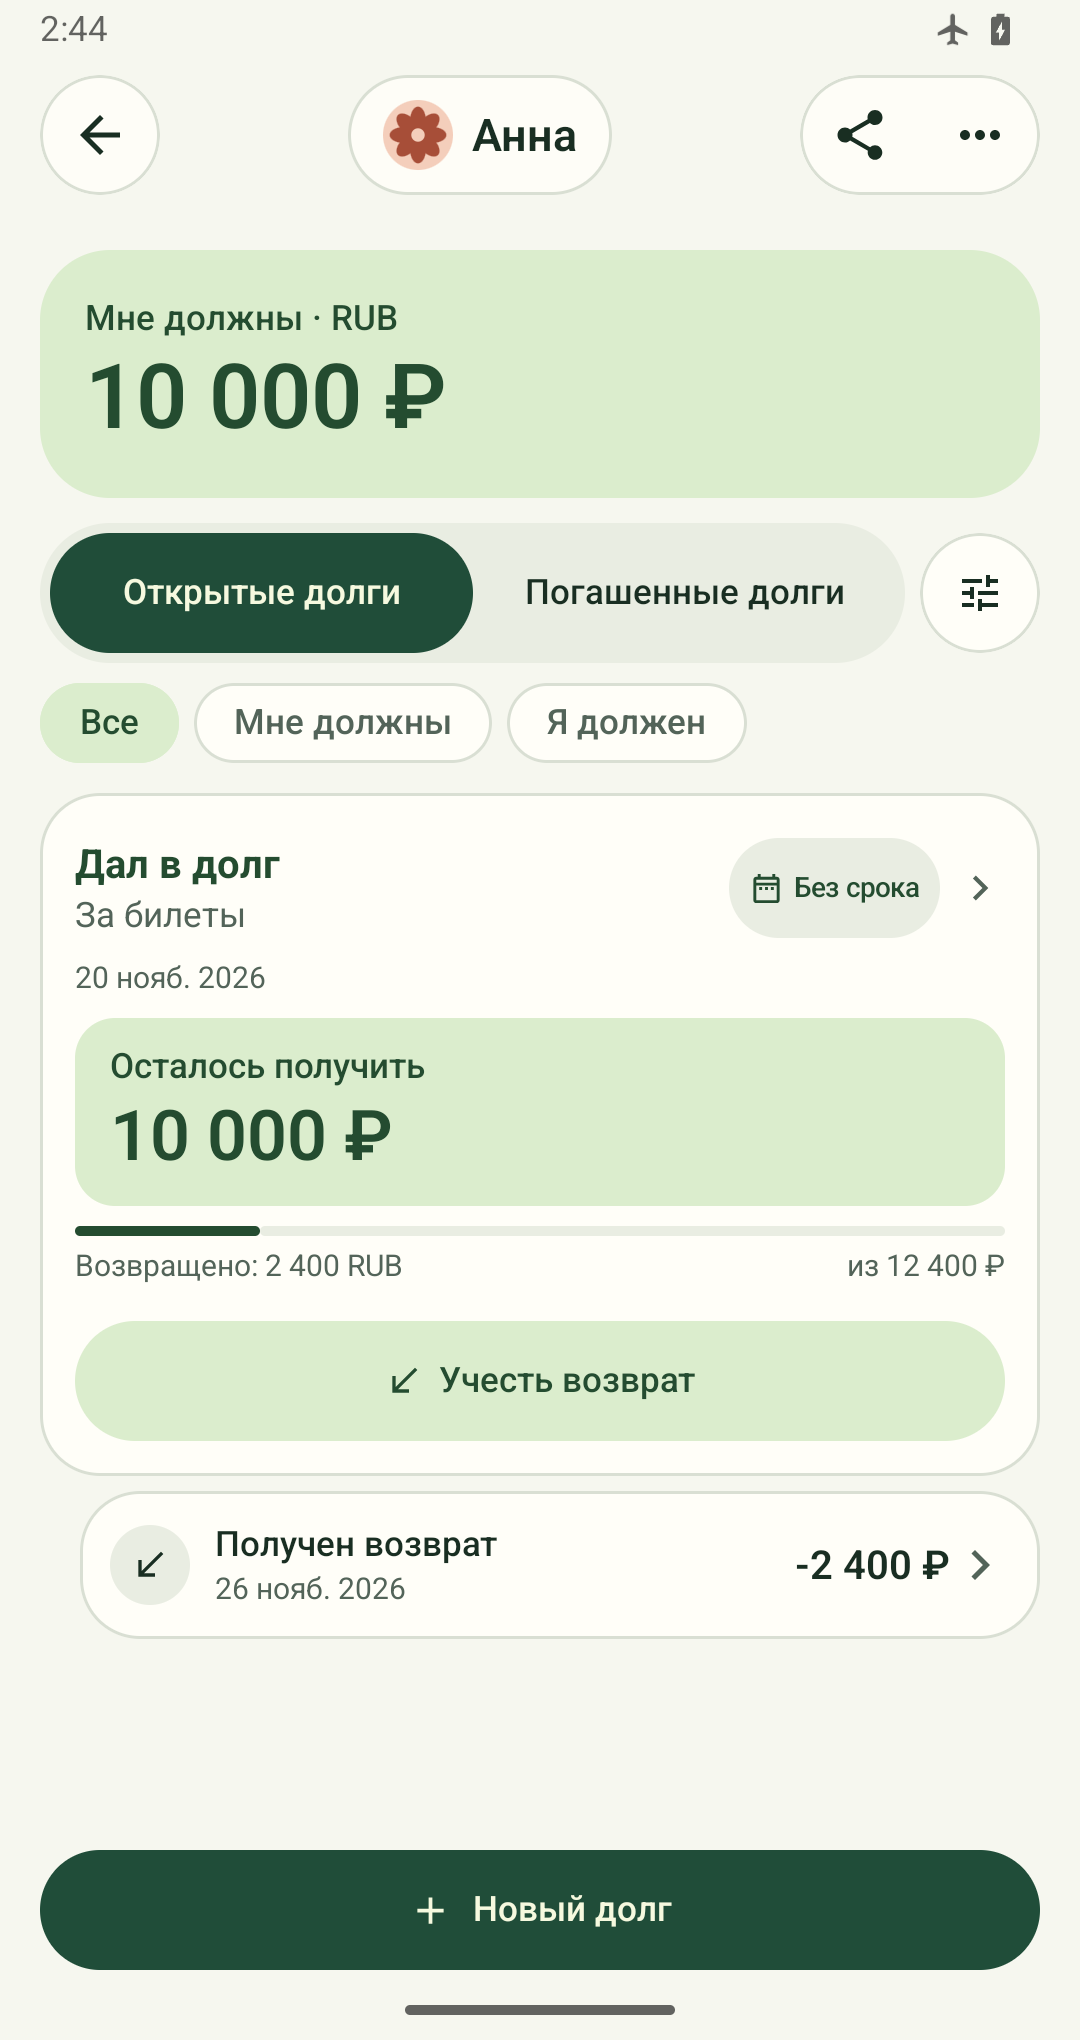 2:44
Анна
Мне должны · RUB
10 000 ₽
Открытые долги
Погашенные долги
Все
Мне должны
Я должен
Дал в долг
За билеты
Без срока
20 нояб. 2026
Осталось получить
10 000 ₽
Возвращено: 2 400 RUB
из 12 400 ₽
Учесть возврат
Получен возврат
26 нояб. 2026
-2 400 ₽
Новый долг